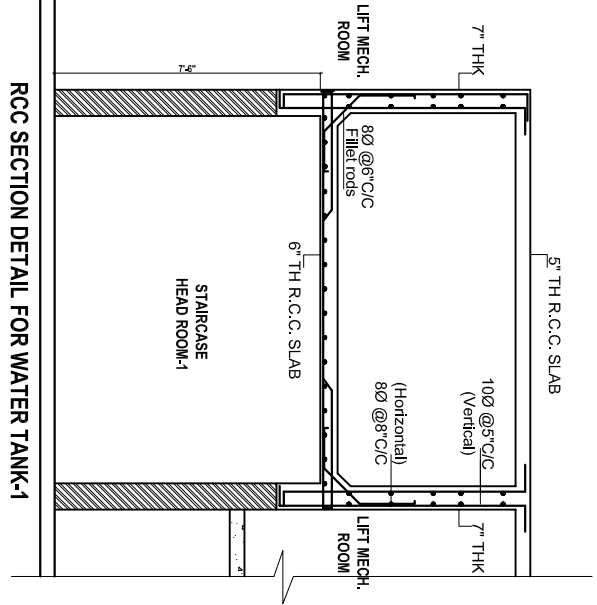 5" TH R.C.C. SLAB
7" THK
10Ø @5"C/C
(Vertical)
7" THK
(Horizontal)
8Ø @8"C/C
8Ø @6"C/C
Fillet rods
LIFT MECH.
ROOM
LIFT MECH.
ROOM
6" TH R.C.C. SLAB
7'-6"
STAIRCASE
HEAD ROOM-1
RCC SECTION DETAIL FOR WATER TANK-1